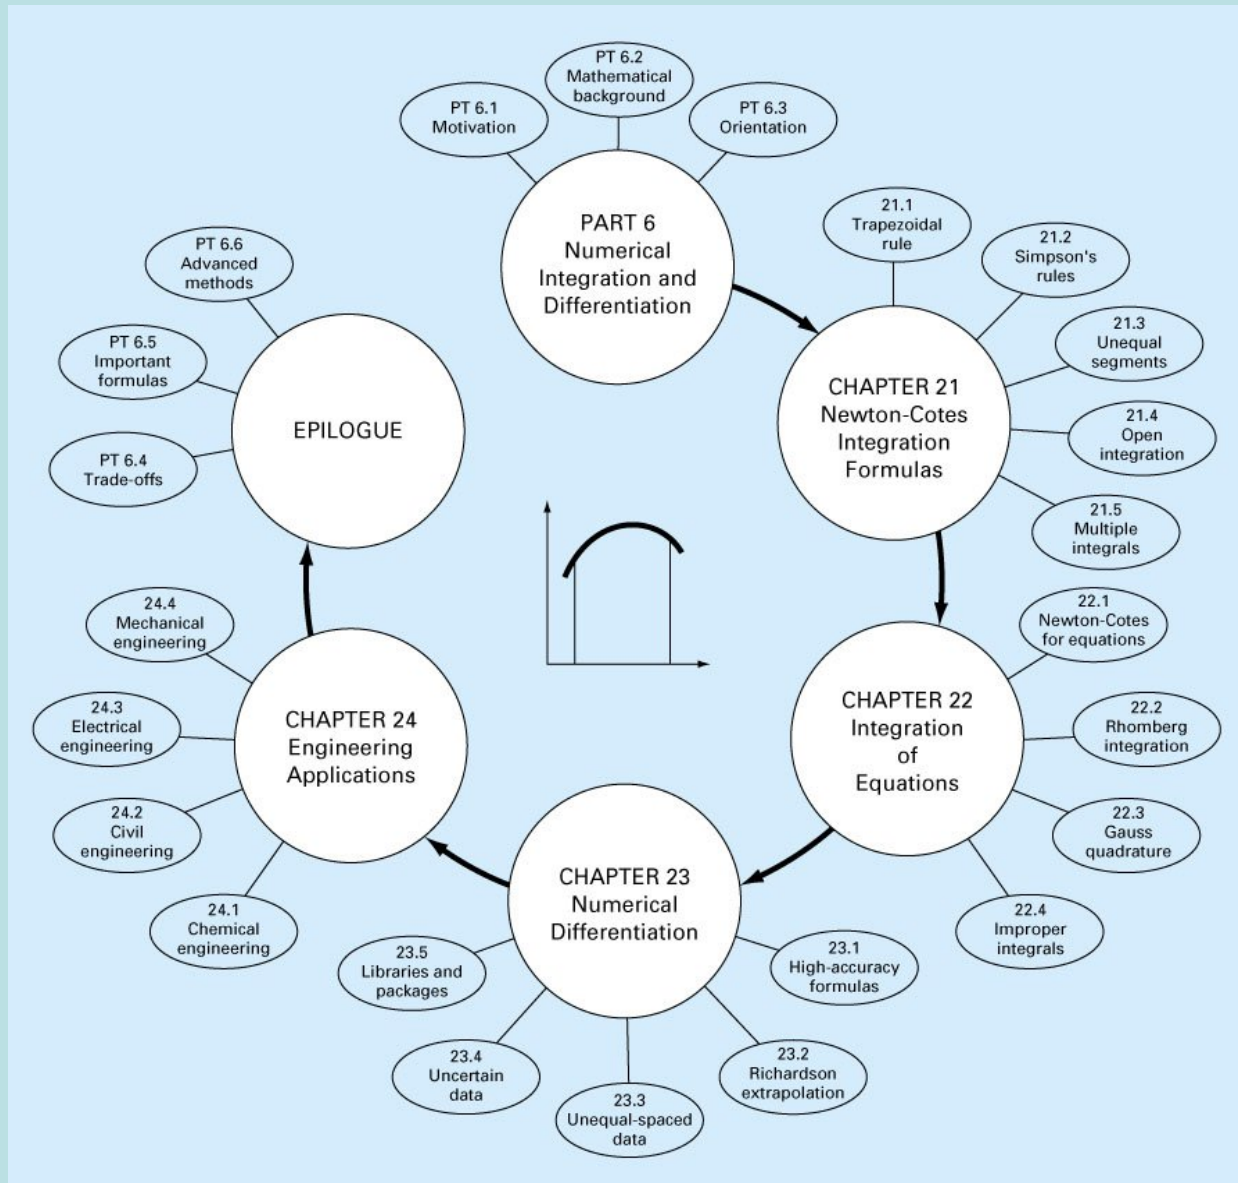 PT 6.1
Motivation
PT 6.2
Mathematical
background
PT 6.3
Orientation
PART 6
Numerical
Integration and
Differentiation
21.1
Trapezoidal
rule
21.2
Simpson's
rules
21.3
Unequal
segments
21.4
Open
integration
21.5
Multiple
integrals
CHAPTER 21
Newton-Cotes
Integration
Formulas
22.1
Newton-Cotes
for equations
22.2
Rhomberg
integration
22.3
Gauss
quadrature
22.4
Improper
integrals
CHAPTER 22
Integration
of
Equations
CHAPTER 23
Numerical
Differentiation
23.1
High-accuracy
formulas
23.2
Richardson
extrapolation
23.3
Unequal-spaced
data
23.4
Uncertain
data
23.5
Libraries and
packages
CHAPTER 24
Engineering
Applications
24.1
Chemical
engineering
24.2
Civil
engineering
24.3
Electrical
engineering
24.4
Mechanical
engineering
EPILOGUE
PT 6.4
Trade-offs
PT 6.5
Important
formulas
PT 6.6
Advanced
methods